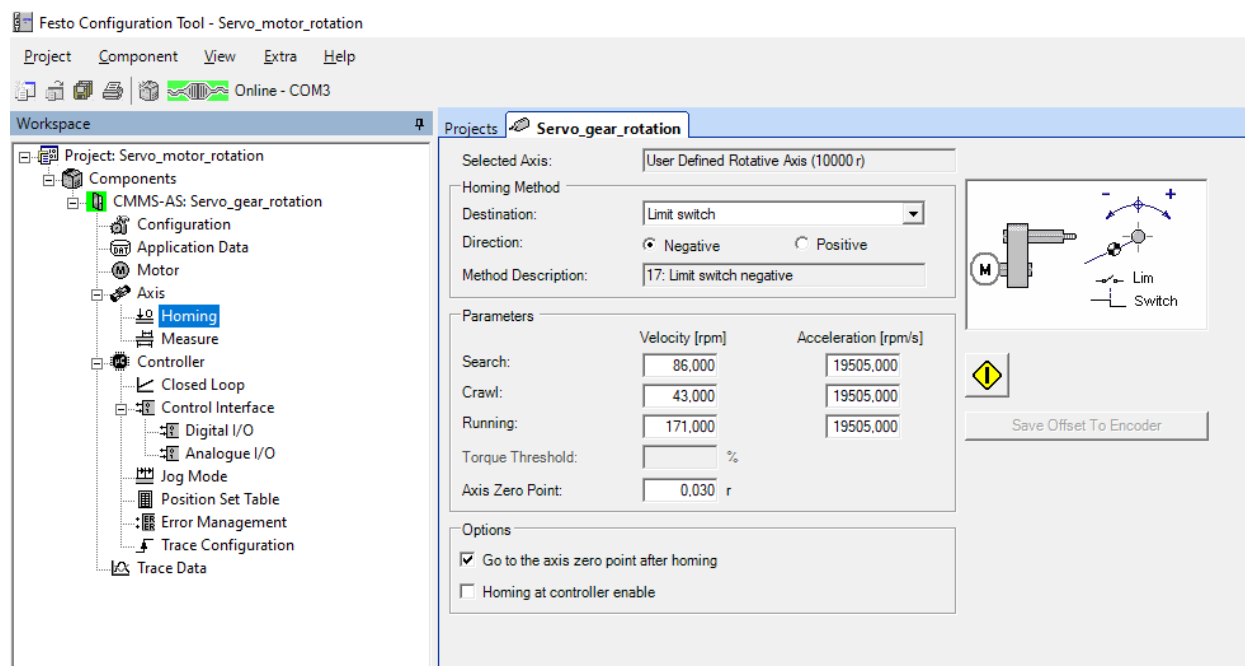 Festo Configuration Tool - Servo_motor_rotation
Project Component View Extra Help
Online - COM3
Workspace
Project: Servo_motor_rotation
Components
CMMS-AS: Servo_gear_rotation
Configuration
Application Data
Motor
Axis
Homing
Measure
Controller
Closed Loop
Control Interface
Digital I/O
Analogue I/O
Jog Mode
Position Set Table
Error Management
Trace Configuration
Trace Data
Projects Servo_gear_rotation
Selected Axis: User Defined Rotative Axis (10000 r)
Homing Method
Destination: Limit switch
Direction: Negative Positive
Method Description: 17: Limit switch negative
Parameters
Velocity [rpm] Acceleration [rpm/s]
Search: 86,000 19505,000
Crawl: 43,000 19505,000
Running: 171,000 19505,000
Torque Threshold: %
Axis Zero Point: 0,030 r
Options
Go to the axis zero point after homing
Homing at controller enable
- +
M
Lim
Switch
Save Offset To Encoder